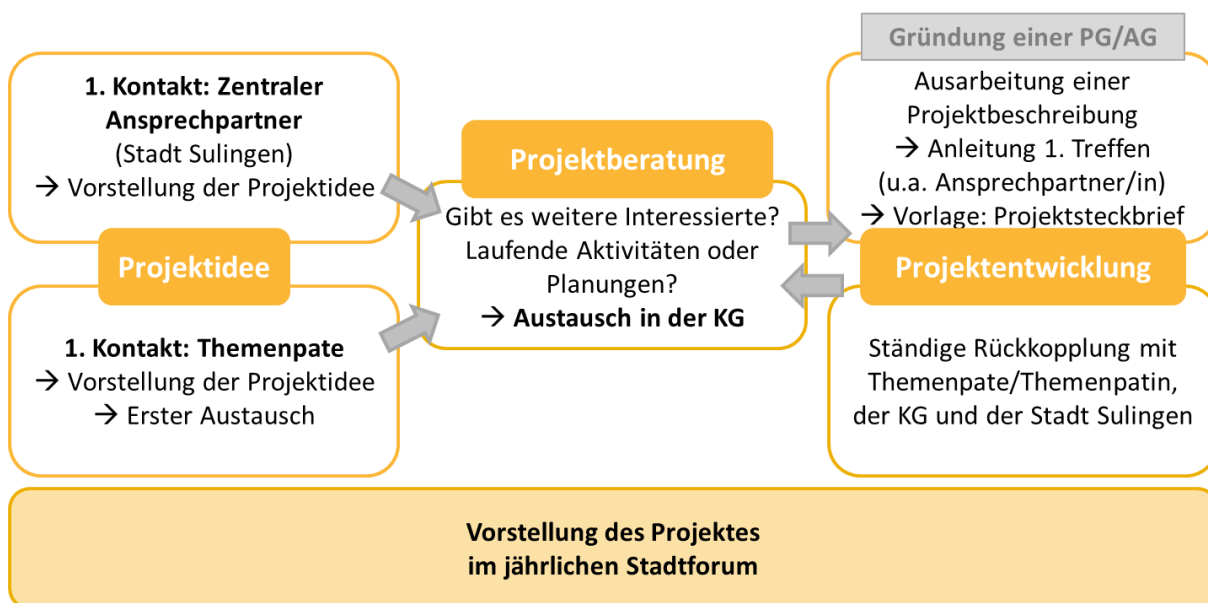 1. Kontakt: Zentraler
Ansprechpartner
(Stadt Sulingen)
→ Vorstellung der Projektidee
Projektidee
1. Kontakt: Themenpate
→ Vorstellung der Projektidee
→ Erster Austausch
Projektberatung
Gibt es weitere Interessierte?
Laufende Aktivitäten oder
Planungen?
→ Austausch in der KG
Gründung einer PG/AG
Ausarbeitung einer
Projektbeschreibung
→ Anleitung 1. Treffen
(u.a. Ansprechpartner/in)
→ Vorlage: Projektsteckbrief
Projektentwicklung
Ständige Rückkopplung mit
Themenpate/Themenpatin,
der KG und der Stadt Sulingen
Vorstellung des Projektes
im jährlichen Stadtforum